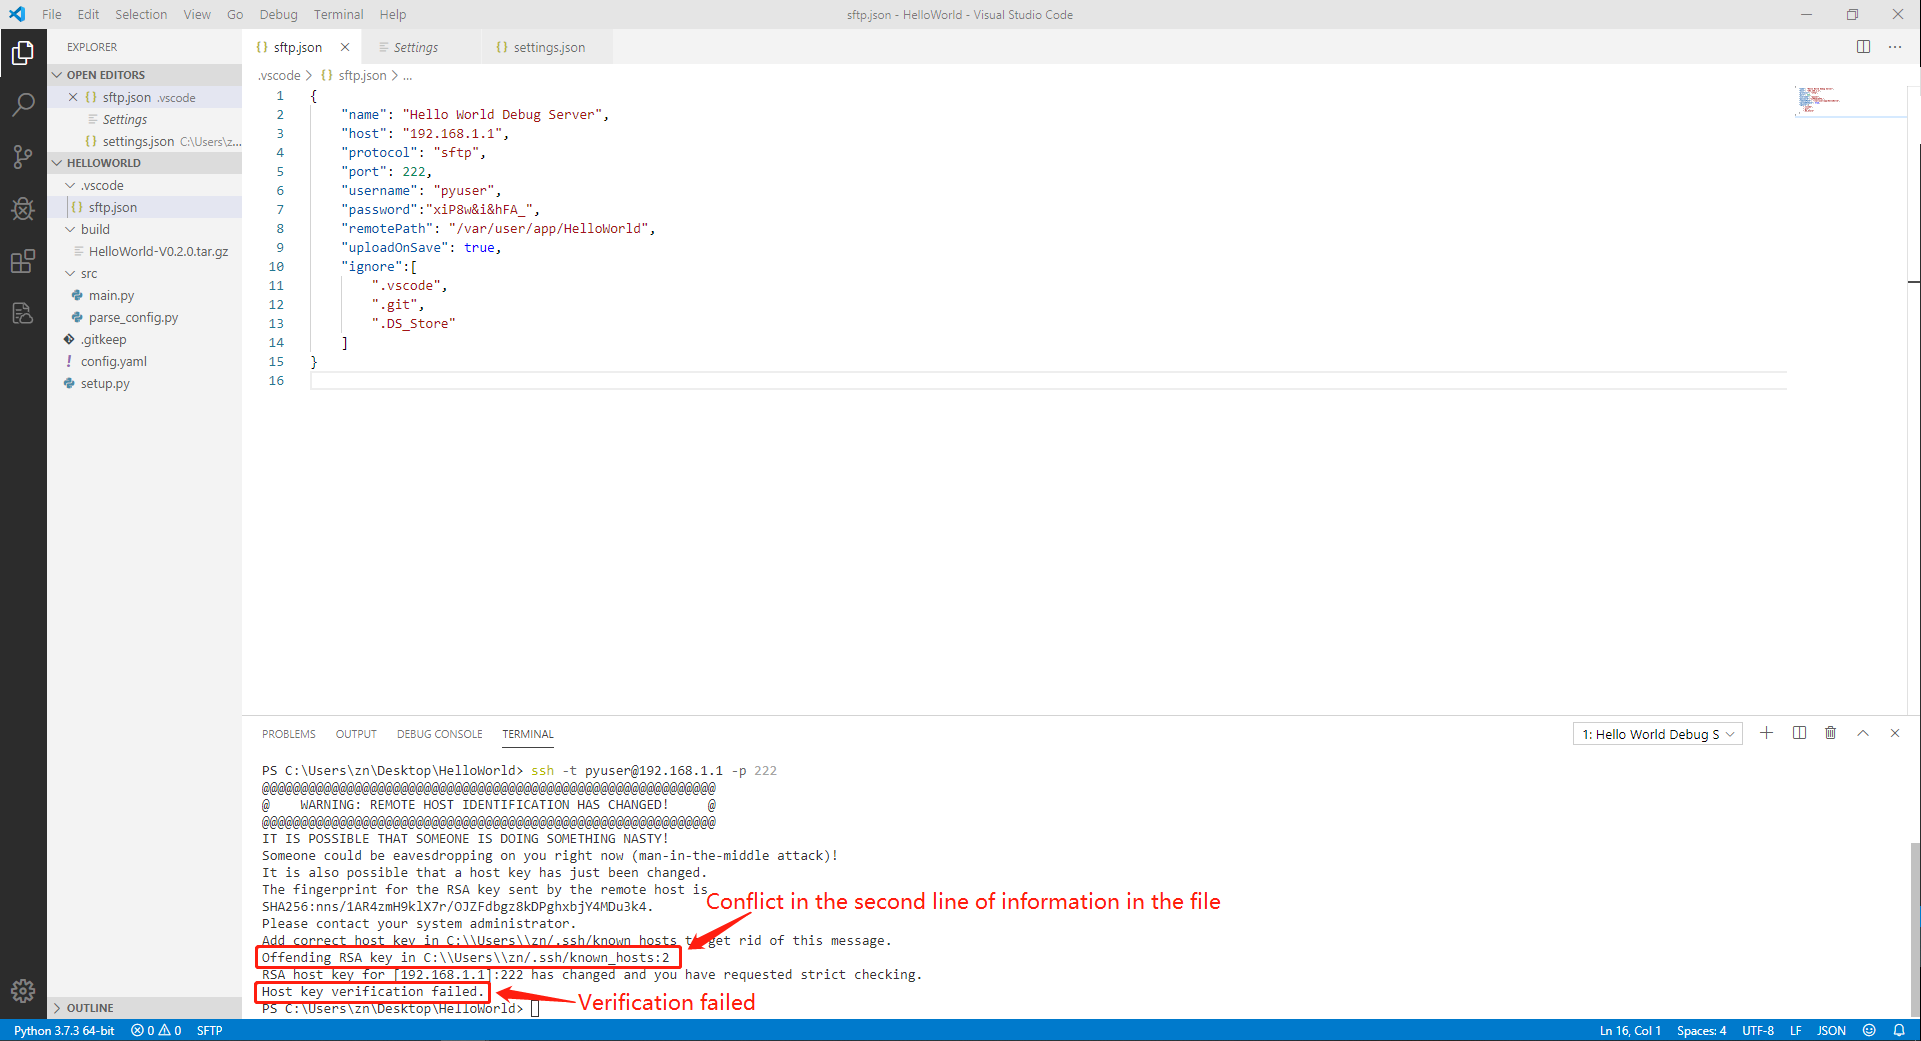 File Edit Selection View Go Debug Terminal Help
sftp.json - HelloWorld - Visual Studio Code
EXPLORER
OPEN EDITORS
sftp.json .vscode
Settings
settings.json C:\Users\z...
HELLOWORLD
.vscode
sftp.json
build
HelloWorld-V0.2.0.tar.gz
src
main.py
parse_config.py
.gitkeep
config.yaml
setup.py
OUTLINE
sftp.json Settings settings.json
.vscode > sftp.json > ...
1 {
2 "name": "Hello World Debug Server",
3 "host": "192.168.1.1",
4 "protocol": "sftp",
5 "port": 222,
6 "username": "pyuser",
7 "password":"xiP8w&i&hFA_",
8 "remotePath": "/var/user/app/HelloWorld",
9 "uploadOnSave": true,
10 "ignore":[
11 ".vscode",
12 ".git",
13 ".DS_Store"
14 ]
15 }
16
PROBLEMS OUTPUT DEBUG CONSOLE TERMINAL
1: Hello World Debug S
PS C:\Users\zn\Desktop\HelloWorld> ssh -t pyuser@192.168.1.1 -p 222
@@@@@@@@@@@@@@@@@@@@@@@@@@@@@@@@@@@@@@@@@@@@@@@@@@@@@@@@@@@
@ WARNING: REMOTE HOST IDENTIFICATION HAS CHANGED! @
@@@@@@@@@@@@@@@@@@@@@@@@@@@@@@@@@@@@@@@@@@@@@@@@@@@@@@@@@@@
IT IS POSSIBLE THAT SOMEONE IS DOING SOMETHING NASTY!
Someone could be eavesdropping on you right now (man-in-the-middle attack)!
It is also possible that a host key has just been changed.
The fingerprint for the RSA key sent by the remote host is
SHA256:nns/1AR4zmH9klX7r/OJZFdbgz8kDPghxbjY4MDu3k4.
Conflict in the second line of information in the file
Please contact your system administrator.
Add correct host key in C:\\Users\\zn/.ssh/known_hosts to get rid of this message.
Offending RSA key in C:\\Users\\zn/.ssh/known_hosts:2
RSA host key for [192.168.1.1]:222 has changed and you have requested strict checking.
Host key verification failed.
Verification failed
PS C:\Users\zn\Desktop\HelloWorld>
Python 3.7.3 64-bit 0 0 SFTP
Ln 16, Col 1 Spaces: 4 UTF-8 LF JSON